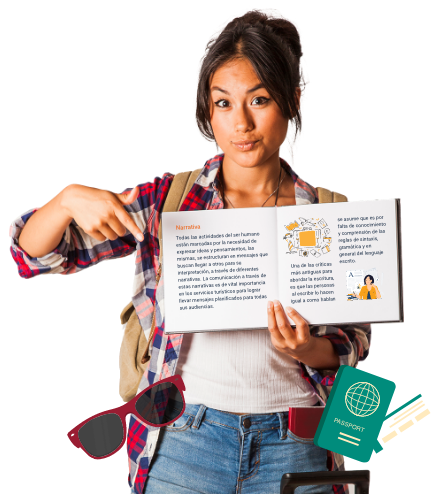 Narrativa
Todas las actividades del ser humano
están marcadas por la necesidad de
expresar ideas y pensamientos, las
mismas, se estructuran en mensajes que
buscan llegar a otros para su
interpretación, a través de diferentes
narrativas. La comunicación a través de
estas narrativas es de vital importancia
en los servicios turísticos para lograr
llevar mensajes planificados para todas
sus audiencias.
Una de las críticas
más antiguas para
abordar la escritura,
es que las personas
al escribir lo hacen
igual a como hablan
se asume que es por
falta de conocimiento
y comprensión de las
reglas de sintaxis,
gramática y en
general del lenguaje
escrito.
A
PASSPORT